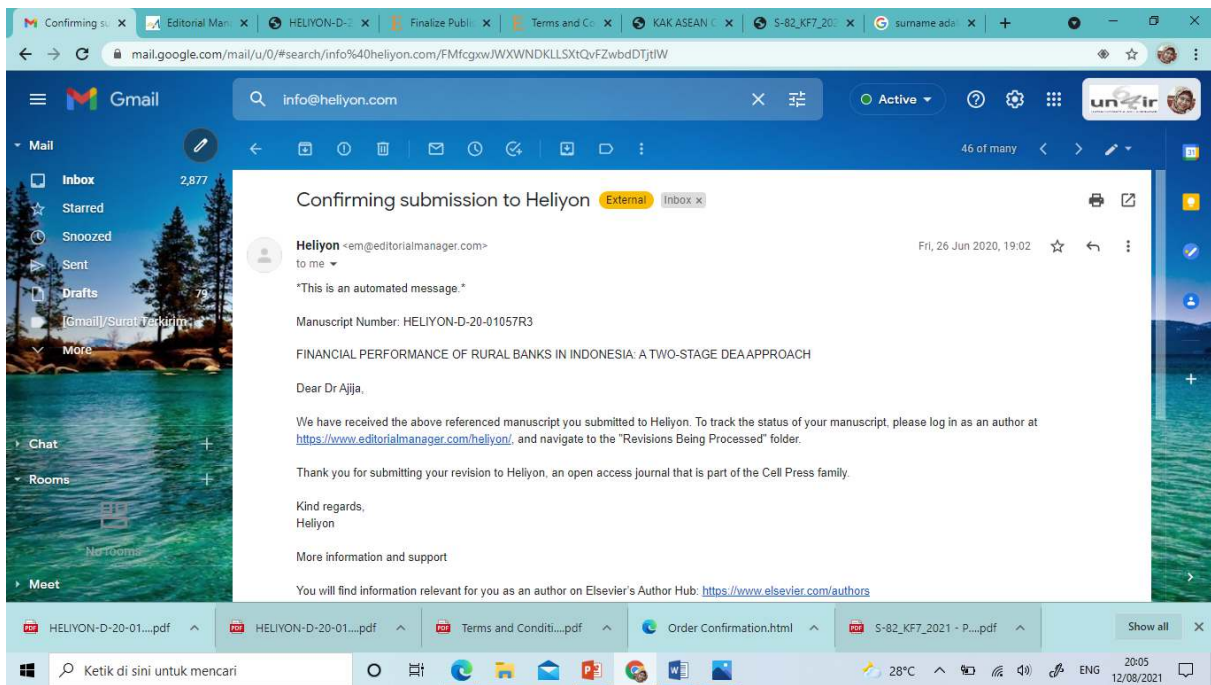 Confirming su
Editorial Man
HELIYON-D-2
Finalize Public
Terms and Co
KAK ASEAN C
S-82_KF7_202
surname adal
mail.google.com/mail/u/0/#search/info%40heliyon.com/FMfcgxwJWXWNDKLLSXtQvFZwbdDTjtlW
Gmail
info@heliyon.com
Active
Mail
46 of many
Inbox 2,877
Starred
Snoozed
Sent
Drafts 79
[Gmail]/Surat Terkirim
More
Chat
Rooms
No rooms
Meet
Confirming submission to Heliyon External Inbox x
Heliyon <em@editorialmanager.com> Fri, 26 Jun 2020, 19:02
to me
*This is an automated message.*
Manuscript Number: HELIYON-D-20-01057R3
FINANCIAL PERFORMANCE OF RURAL BANKS IN INDONESIA: A TWO-STAGE DEA APPROACH
Dear Dr Ajija,
We have received the above referenced manuscript you submitted to Heliyon. To track the status of your manuscript, please log in as an author at
https://www.editorialmanager.com/heliyon/, and navigate to the "Revisions Being Processed" folder.
Thank you for submitting your revision to Heliyon, an open access journal that is part of the Cell Press family.
Kind regards,
Heliyon
More information and support
You will find information relevant for you as an author on Elsevier's Author Hub: https://www.elsevier.com/authors
HELIYON-D-20-01....pdf
HELIYON-D-20-01....pdf
Terms and Conditi....pdf
Order Confirmation.html
S-82_KF7_2021 - P....pdf
Show all
Ketik di sini untuk mencari
28°C
ENG
20:05
12/08/2021